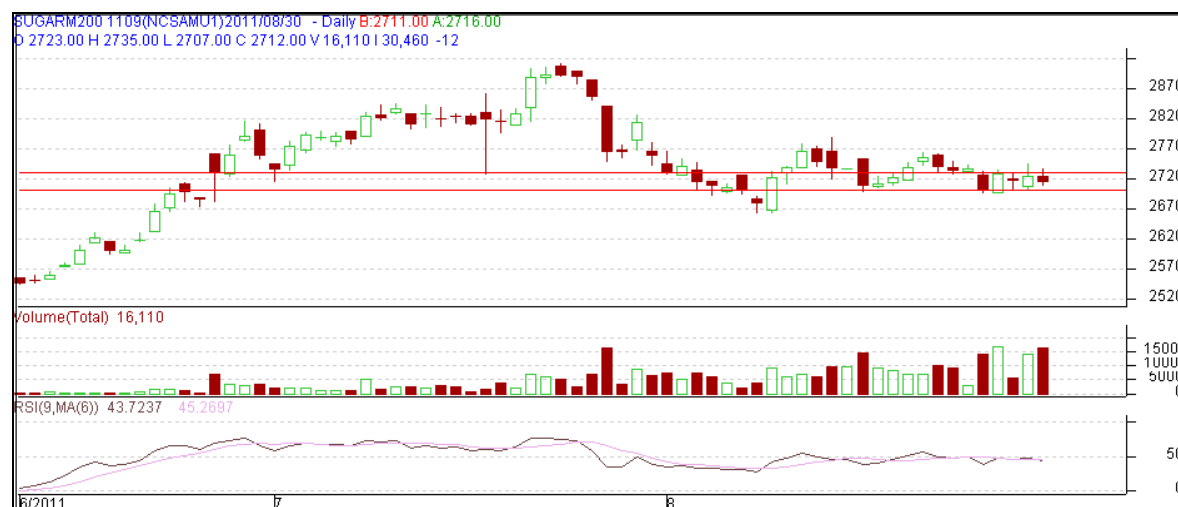 SUGARM200 1109(NCSAMU1)2011/08/30 - Daily B:2711.00 A:2716.00
O 2723.00 H 2735.00 L 2707.00 C 2712.00 V 16,110 I 30,460 -12
2870
2820
2770
2720
2670
2620
2570
2520
Volume(Total) 16,110
1500
1000
5000
0
RSI(9,MA(6)) 43.7237 45.2697
50
0
6/2011 7 8